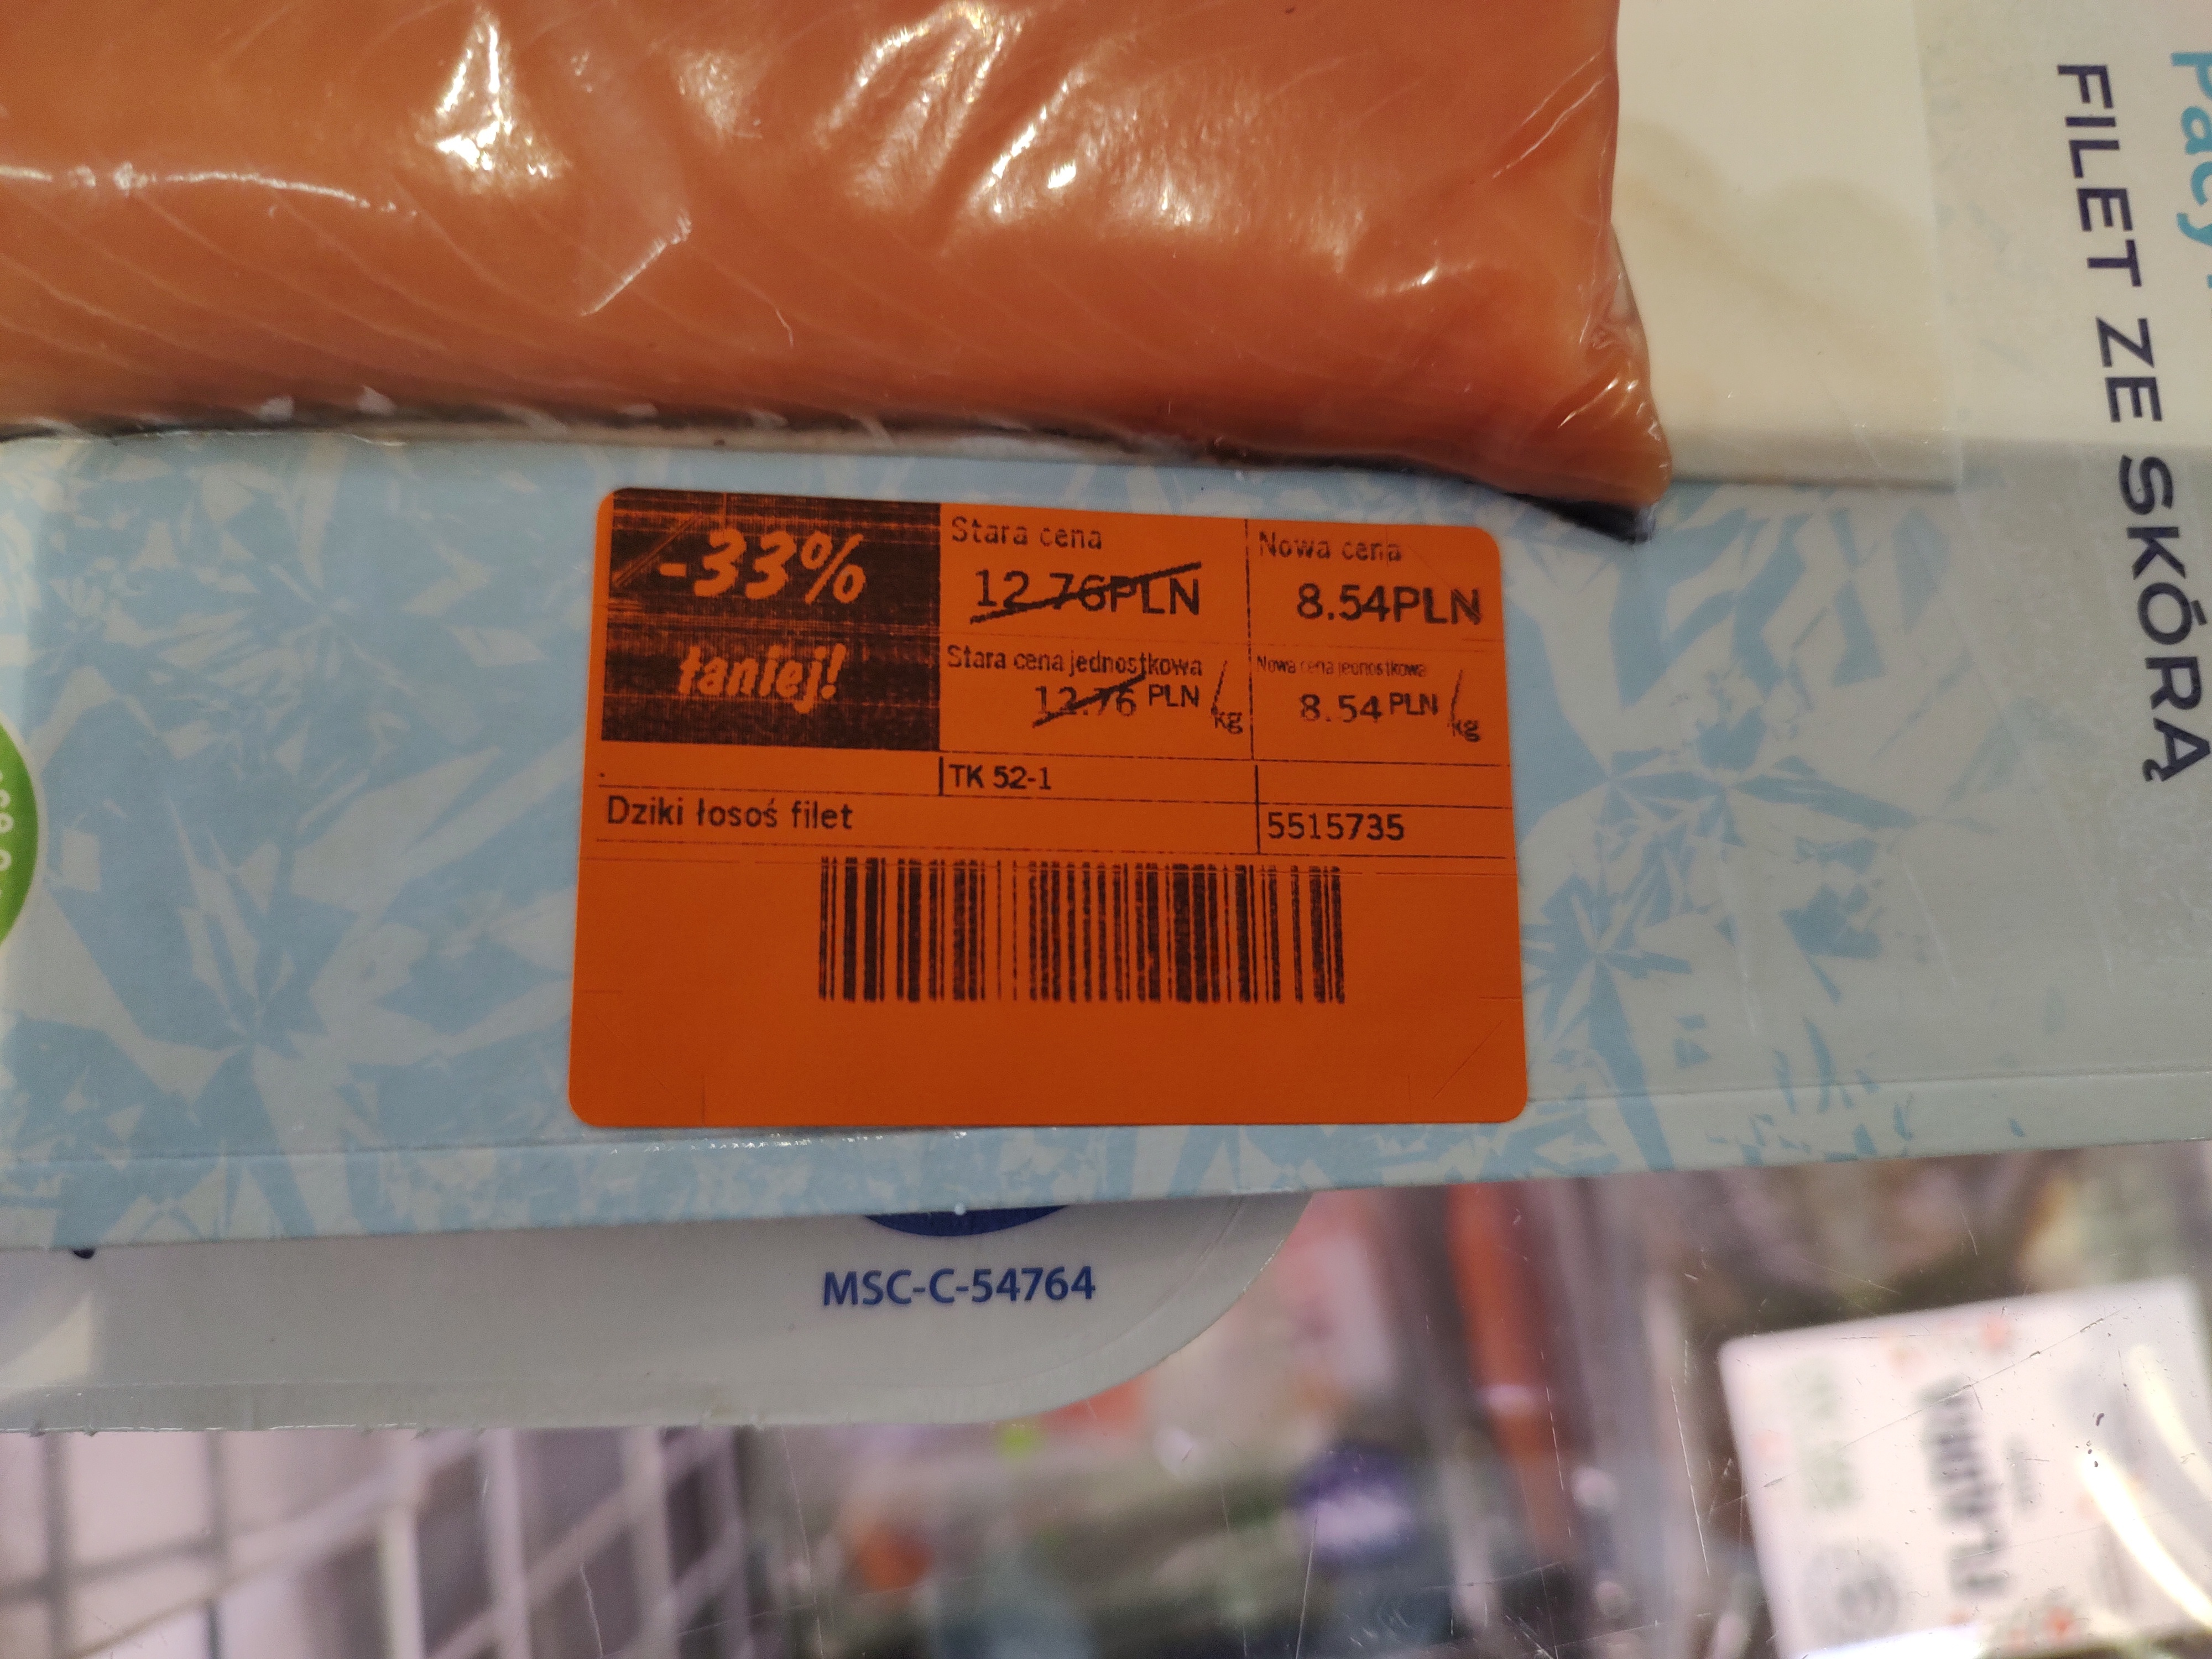 FILET ZE SKÓRĄ
-33%
taniej!
Stara cena
12.76PLN
Nowa cena
8.54PLN
Stara cena jednostkowa
12.76 PLN / kg
Nowa cena jednostkowa
8.54 PLN / kg
TK 52-1
Dziki łosoś filet
5515735
MSC-C-54764